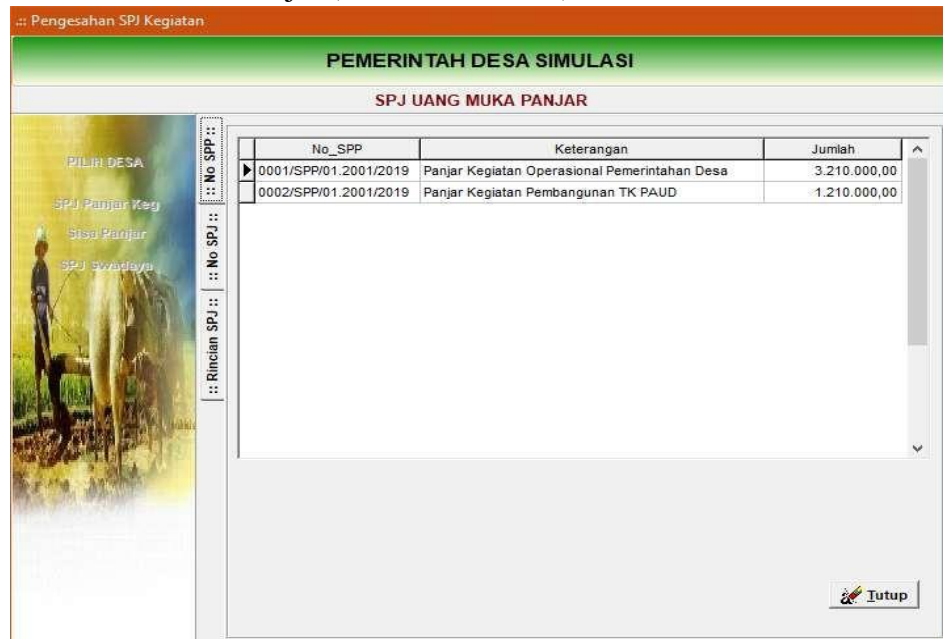 .:: Pengesahan SPJ Kegiatan
PEMERINTAH DESA SIMULASI
SPJ UANG MUKA PANJAR
PILIH DESA
SPJ Panjar Keg
Sisa Panjar
SPJ Swadaya
:: No SPP ::
:: No SPJ ::
:: Rincian SPJ ::
No_SPP Keterangan Jumlah
0001/SPP/01.2001/2019 Panjar Kegiatan Operasional Pemerintahan Desa 3.210.000,00
0002/SPP/01.2001/2019 Panjar Kegiatan Pembangunan TK PAUD 1.210.000,00
Tutup